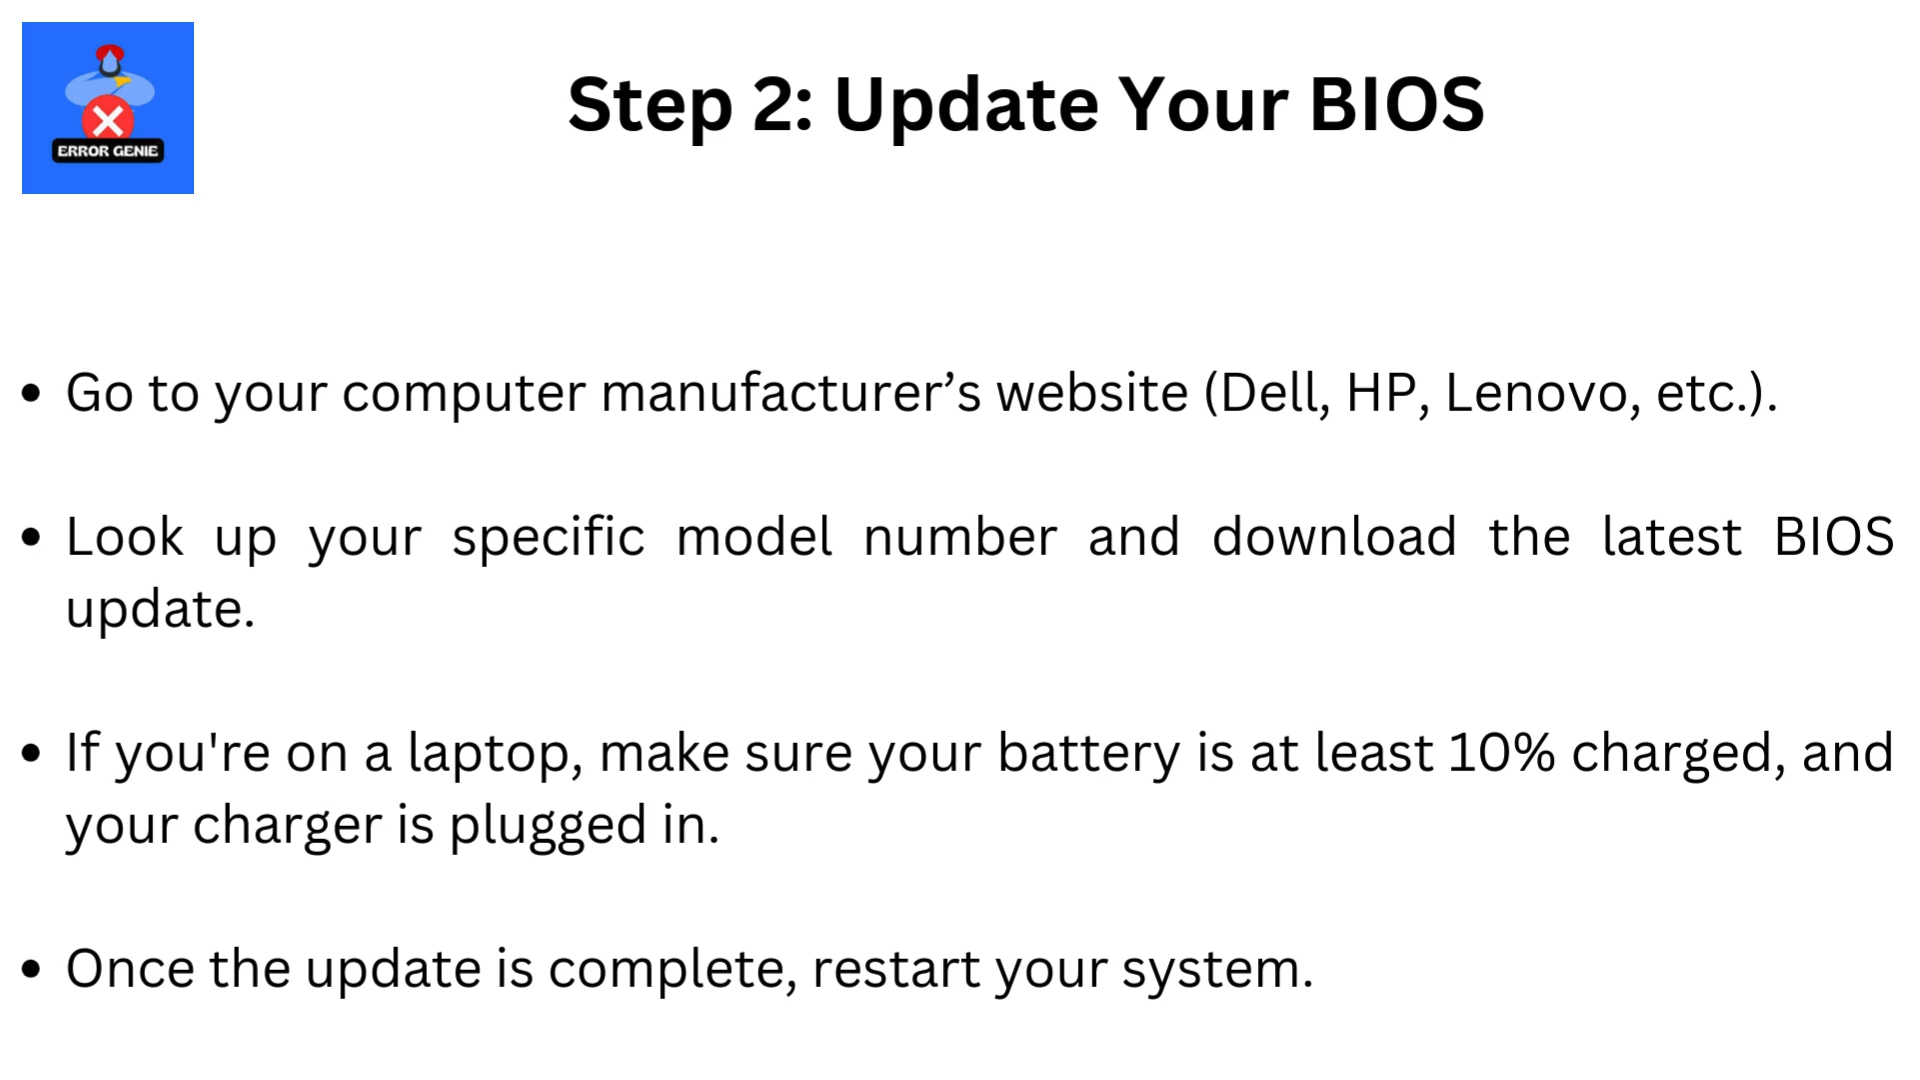 ERROR GENIE
Step 2: Update Your BIOS
• Go to your computer manufacturer’s website (Dell, HP, Lenovo, etc.).
• Look up your specific model number and download the latest BIOS
update.
• If you're on a laptop, make sure your battery is at least 10% charged, and
your charger is plugged in.
• Once the update is complete, restart your system.